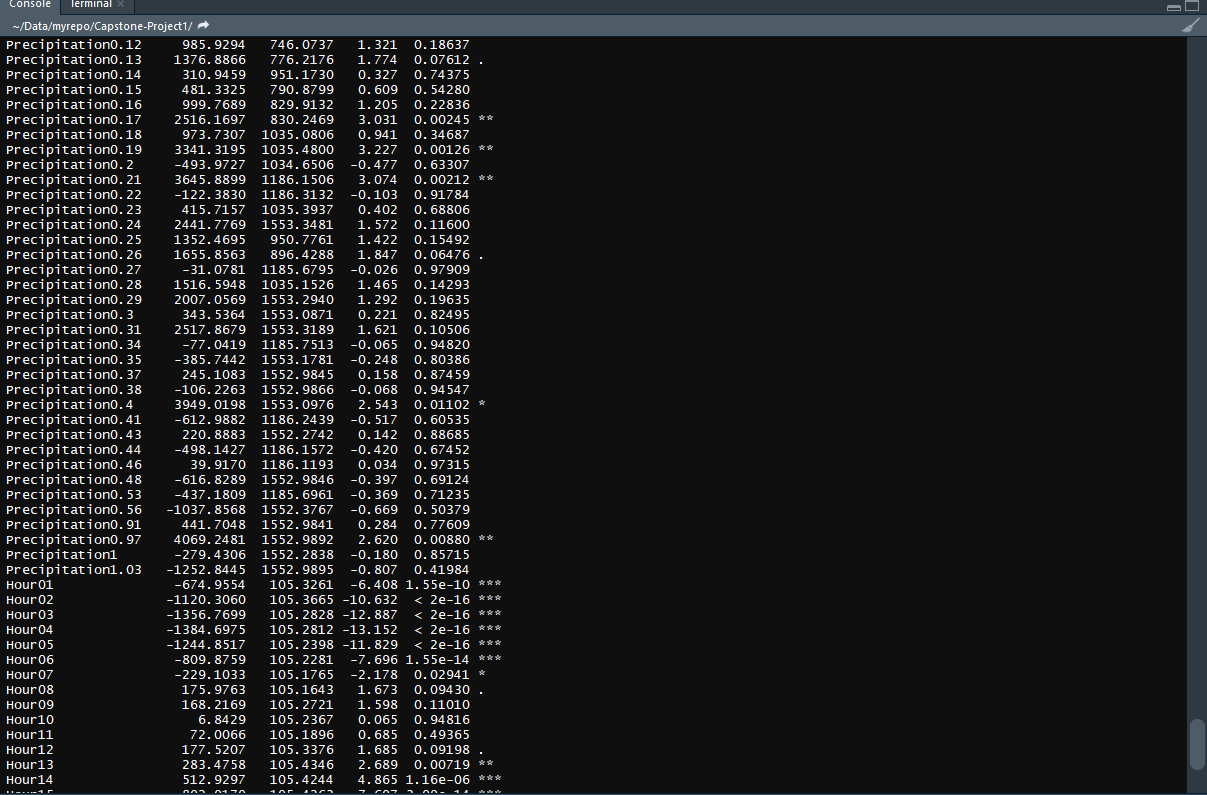 Console Terminal ×
~/Data/myrepo/Capstone-Project1/
Precipitation0.12 985.9294 746.0737 1.321 0.18637
Precipitation0.13 1376.8866 776.2176 1.774 0.07612 .
Precipitation0.14 310.9459 951.1730 0.327 0.74375
Precipitation0.15 481.3325 790.8799 0.609 0.54280
Precipitation0.16 999.7689 829.9132 1.205 0.22836
Precipitation0.17 2516.1697 830.2469 3.031 0.00245 **
Precipitation0.18 973.7307 1035.0806 0.941 0.34687
Precipitation0.19 3341.3195 1035.4800 3.227 0.00126 **
Precipitation0.2 -493.9727 1034.6506 -0.477 0.63307
Precipitation0.21 3645.8899 1186.1506 3.074 0.00212 **
Precipitation0.22 -122.3830 1186.3132 -0.103 0.91784
Precipitation0.23 415.7157 1035.3937 0.402 0.68806
Precipitation0.24 2441.7769 1553.3481 1.572 0.11600
Precipitation0.25 1352.4695 950.7761 1.422 0.15492
Precipitation0.26 1655.8563 896.4288 1.847 0.06476 .
Precipitation0.27 -31.0781 1185.6795 -0.026 0.97909
Precipitation0.28 1516.5948 1035.1526 1.465 0.14293
Precipitation0.29 2007.0569 1553.2940 1.292 0.19635
Precipitation0.3 343.5364 1553.0871 0.221 0.82495
Precipitation0.31 2517.8679 1553.3189 1.621 0.10506
Precipitation0.34 -77.0419 1185.7513 -0.065 0.94820
Precipitation0.35 -385.7442 1553.1781 -0.248 0.80386
Precipitation0.37 245.1083 1552.9845 0.158 0.87459
Precipitation0.38 -106.2263 1552.9866 -0.068 0.94547
Precipitation0.4 3949.0198 1553.0976 2.543 0.01102 *
Precipitation0.41 -612.9882 1186.2439 -0.517 0.60535
Precipitation0.43 220.8883 1552.2742 0.142 0.88685
Precipitation0.44 -498.1427 1186.1572 -0.420 0.67452
Precipitation0.46 39.9170 1186.1193 0.034 0.97315
Precipitation0.48 -616.8289 1552.9846 -0.397 0.69124
Precipitation0.53 -437.1809 1185.6961 -0.369 0.71235
Precipitation0.56 -1037.8568 1552.3767 -0.669 0.50379
Precipitation0.91 441.7048 1552.9841 0.284 0.77609
Precipitation0.97 4069.2481 1552.9892 2.620 0.00880 **
Precipitation1 -279.4306 1552.2838 -0.180 0.85715
Precipitation1.03 -1252.8445 1552.9895 -0.807 0.41984
Hour01 -674.9554 105.3261 -6.408 1.55e-10 ***
Hour02 -1120.3060 105.3665 -10.632 < 2e-16 ***
Hour03 -1356.7699 105.2828 -12.887 < 2e-16 ***
Hour04 -1384.6975 105.2812 -13.152 < 2e-16 ***
Hour05 -1244.8517 105.2398 -11.829 < 2e-16 ***
Hour06 -809.8759 105.2281 -7.696 1.55e-14 ***
Hour07 -229.1033 105.1765 -2.178 0.02941 *
Hour08 175.9763 105.1643 1.673 0.09430 .
Hour09 168.2169 105.2721 1.598 0.11010
Hour10 6.8429 105.2367 0.065 0.94816
Hour11 72.0066 105.1896 0.685 0.49365
Hour12 177.5207 105.3376 1.685 0.09198 .
Hour13 283.4758 105.4346 2.689 0.00719 **
Hour14 512.9297 105.4244 4.865 1.16e-06 ***